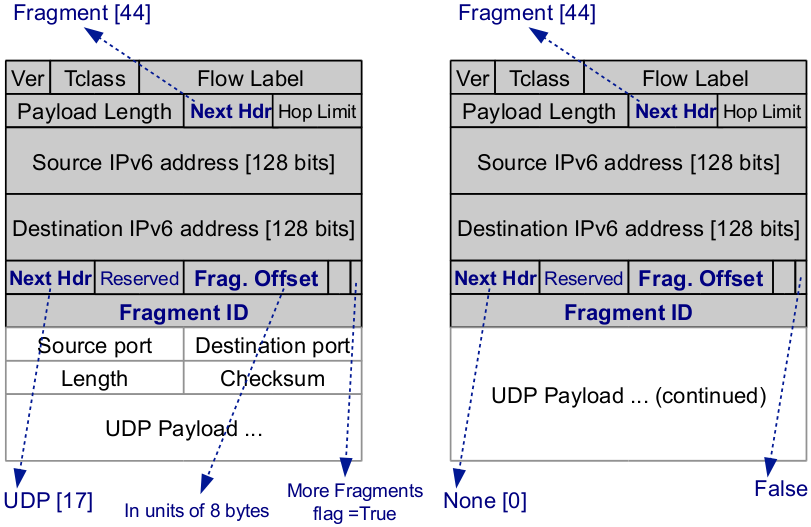 Fragment [44]
Fragment [44]
Ver Tclass Flow Label
Payload Length Next Hdr Hop Limit
Source IPv6 address [128 bits]
Destination IPv6 address [128 bits]
Next Hdr Reserved Frag. Offset
Fragment ID
Source port Destination port
Length Checksum
UDP Payload ...
UDP [17]
In units of 8 bytes
More Fragments
flag =True
Ver Tclass Flow Label
Payload Length Next Hdr Hop Limit
Source IPv6 address [128 bits]
Destination IPv6 address [128 bits]
Next Hdr Reserved Frag. Offset
Fragment ID
UDP Payload ... (continued)
None [0]
False